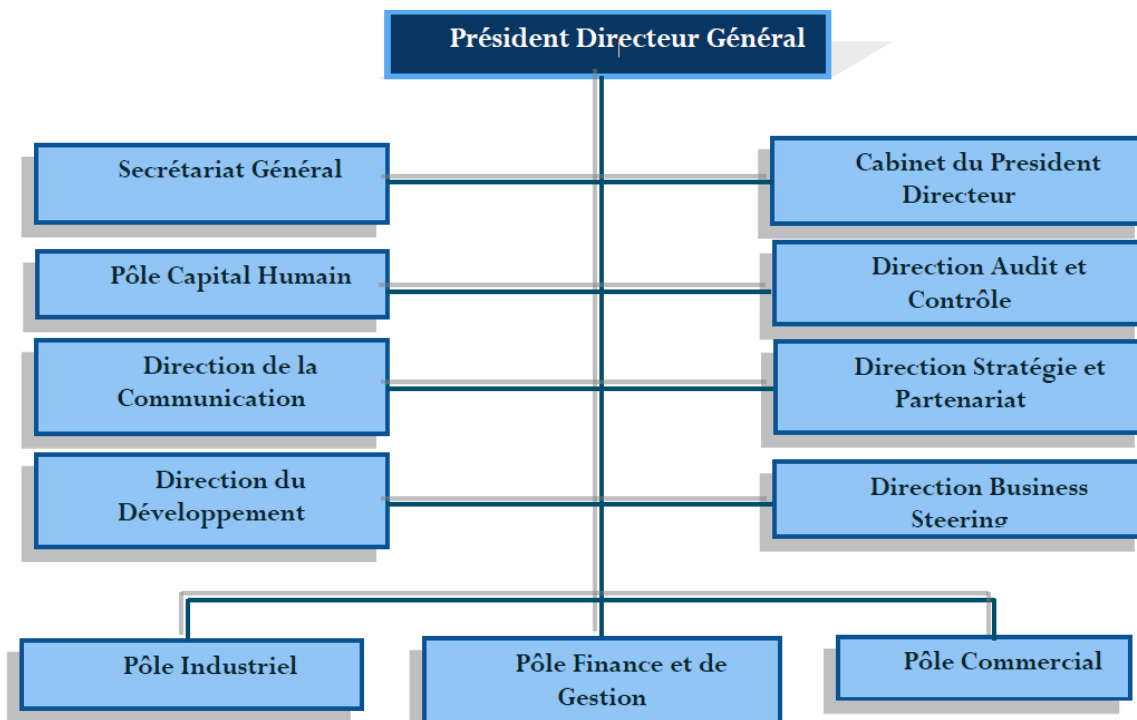 Président Directeur Général
Secrétariat Général
Cabinet du President
Directeur
Pôle Capital Humain
Direction Audit et
Contrôle
Direction de la
Communication
Direction Stratégie et
Partenariat
Direction du
Développement
Direction Business
Steering
Pôle Industriel
Pôle Finance et de
Gestion
Pôle Commercial